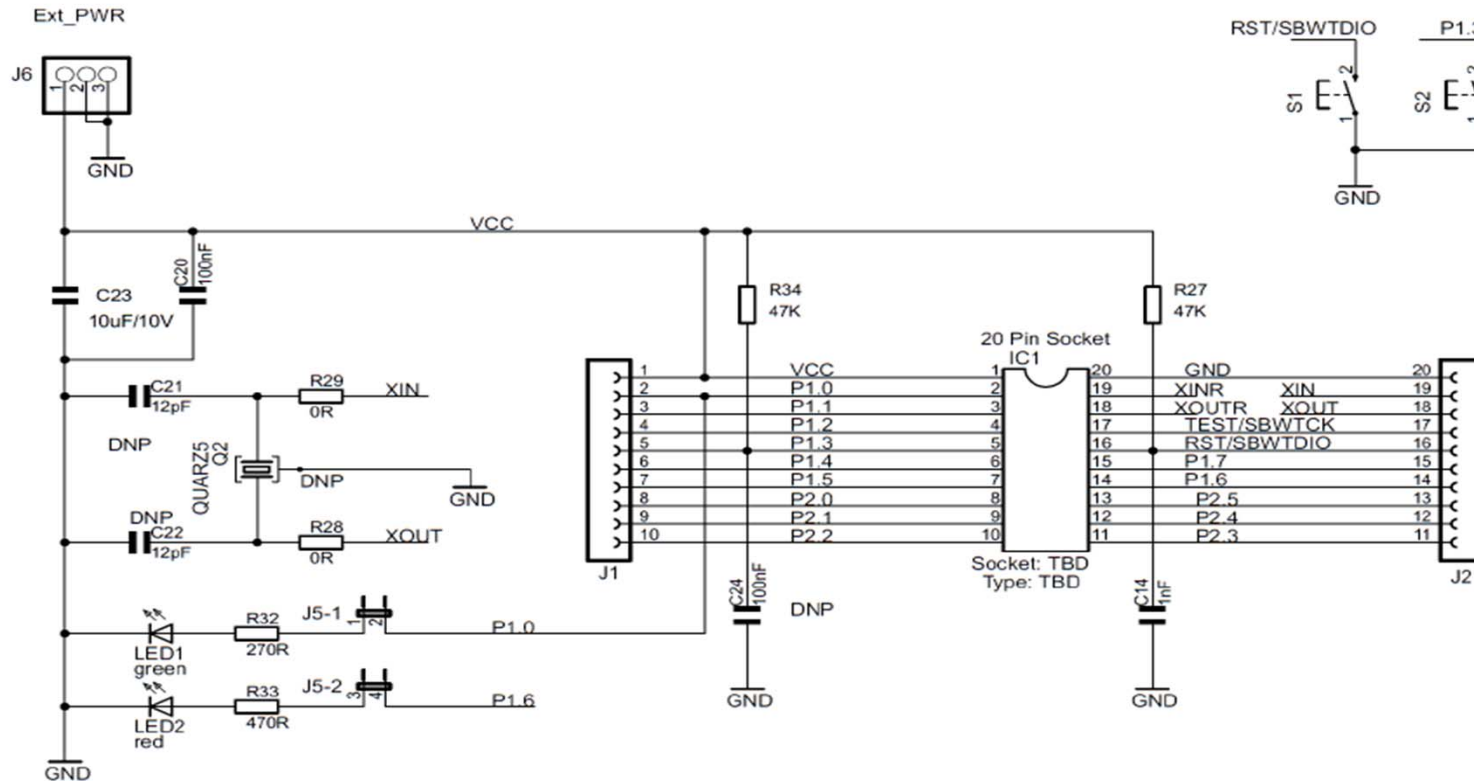 Ext_PWR
RST/SBWTDIO
P1.3
J6
1
2
3
GND
S1
2
1
S2
2
1
GND
VCC
C20
100nF
C23
10uF/10V
R34
47K
R27
47K
20 Pin Socket
IC1
C21
12pF
DNP
R29
0R
XIN
QUARZ5
Q2
DNP
GND
DNP
C22
12pF
R28
0R
XOUT
1 VCC 1 20 GND 20
2 P1.0 2 19 XINR XIN 19
3 P1.1 3 18 XOUTR XOUT 18
4 P1.2 4 17 TEST/SBWTCK 17
5 P1.3 5 16 RST/SBWTDIO 16
6 P1.4 6 15 P1.7 15
7 P1.5 7 14 P1.6 14
8 P2.0 8 13 P2.5 13
9 P2.1 9 12 P2.4 12
10 P2.2 10 11 P2.3 11
J1
Socket: TBD
Type: TBD
J2
C24
100nF
DNP
C14
1nF
GND
GND
LED1
green
R32
270R
J5-1
1
2
P1.0
LED2
red
R33
470R
J5-2
3
4
P1.6
GND